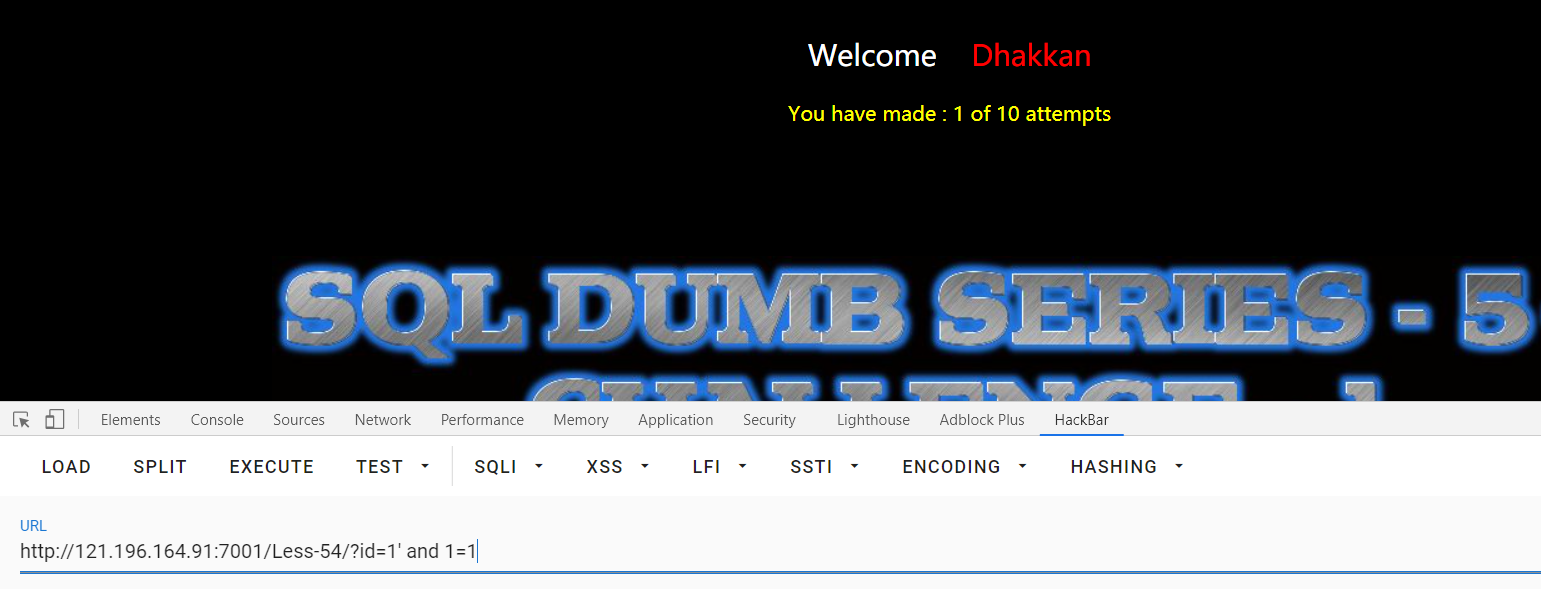 Welcome Dhakkan
You have made : 1 of 10 attempts
SQL DUMB SERIES - 5
CHALLENGE - 1
Elements Console Sources Network Performance Memory Application Security Lighthouse Adblock Plus HackBar
LOAD SPLIT EXECUTE TEST SQLI XSS LFI SSTI ENCODING HASHING
URL
http://121.196.164.91:7001/Less-54/?id=1' and 1=1